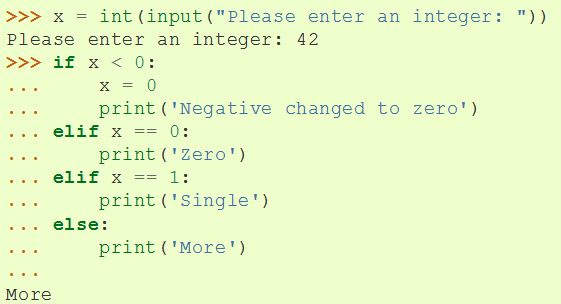 >>> x = int(input("Please enter an integer: "))
Please enter an integer: 42
>>> if x < 0:
...     x = 0
...     print('Negative changed to zero')
... elif x == 0:
...     print('Zero')
... elif x == 1:
...     print('Single')
... else:
...     print('More')
...
More